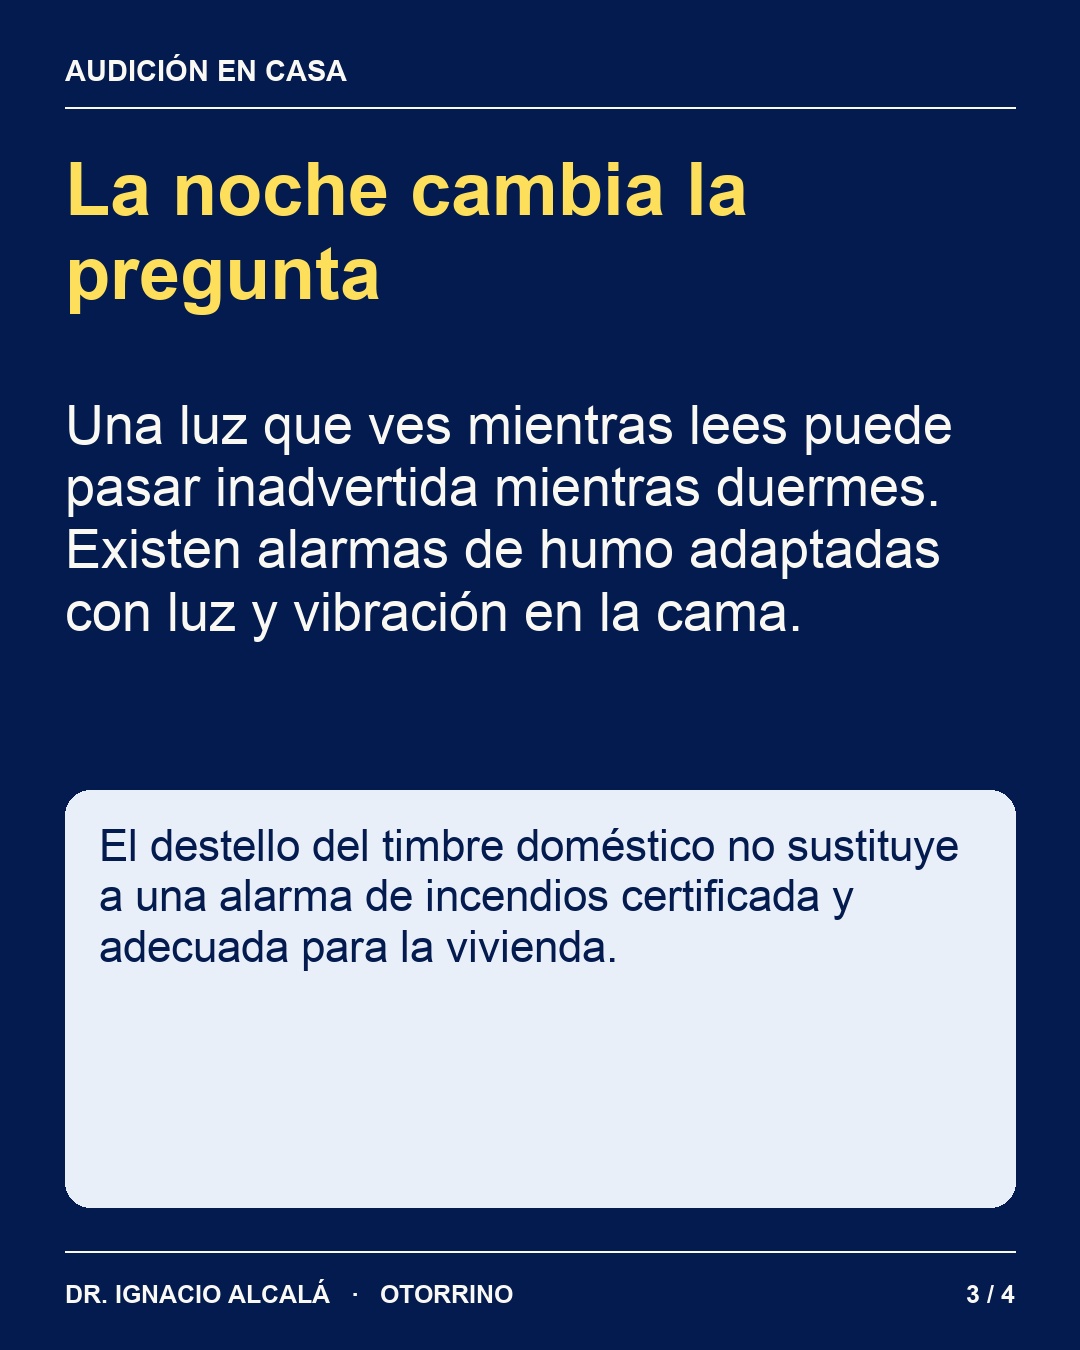 AUDICIÓN EN CASA
La noche cambia la
pregunta
Una luz que ves mientras lees puede
pasar inadvertida mientras duermes.
Existen alarmas de humo adaptadas
con luz y vibración en la cama.
El destello del timbre doméstico no sustituye
a una alarma de incendios certificada y
adecuada para la vivienda.
DR. IGNACIO ALCALÁ · OTORRINO 3 / 4